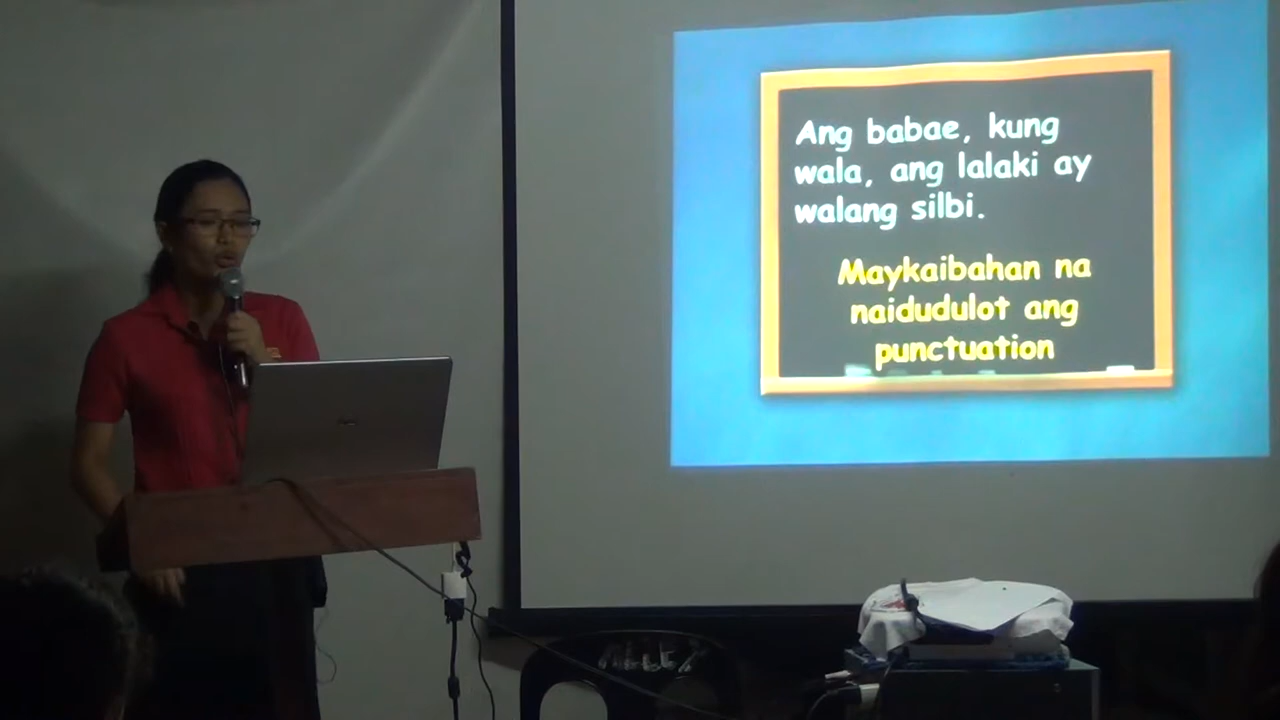 Ang babae, kung
wala, ang lalaki ay
walang silbi.
Maykaibahan na
naidudulot ang
punctuation